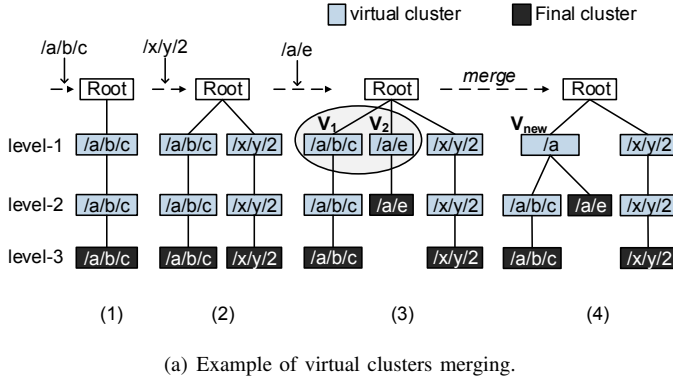 virtual cluster Final cluster
/a/b/c /x/y/2 /a/e
Root Root Root merge Root
V1 V2 Vnew
level-1 /a/b/c /a/b/c /x/y/2 /a/b/c /a/e /x/y/2 /a /x/y/2
level-2 /a/b/c /a/b/c /x/y/2 /a/b/c /a/e /x/y/2 /a/b/c /a/e /x/y/2
level-3 /a/b/c /a/b/c /x/y/2 /a/b/c /x/y/2 /a/b/c /x/y/2
(1) (2) (3) (4)
(a) Example of virtual clusters merging.